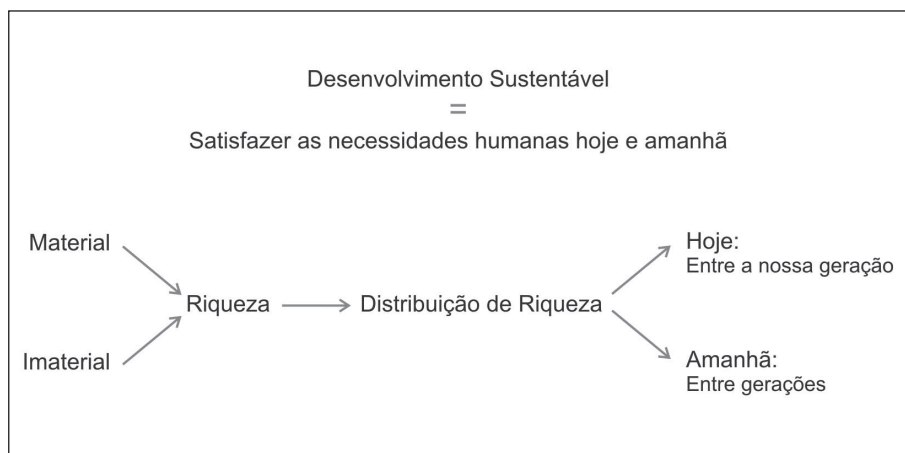 Desenvolvimento Sustentável
=
Satisfazer as necessidades humanas hoje e amanhã
Material
Imaterial
Riqueza
Distribuição de Riqueza
Hoje:
Entre a nossa geração
Amanhã:
Entre gerações